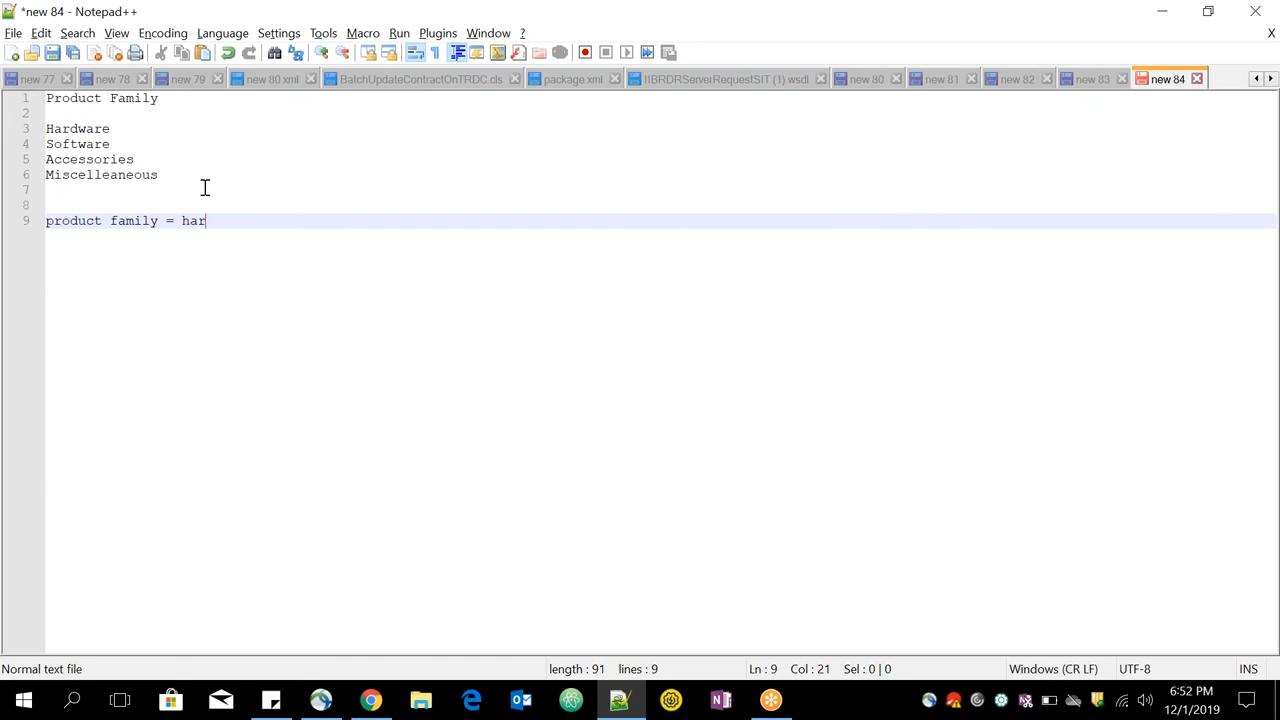 *new 84 - Notepad++
File Edit Search View Encoding Language Settings Tools Macro Run Plugins Window ? X
new 77 new 78 new 79 new 80.xml BatchUpdateContractOnTRDC.cls package.xml IIBRDRServerRequestSIT (1).wsdl new 80 new 81 new 82 new 83 new 84
1 Product Family
2
3 Hardware
4 Software
5 Accessories
6 Miscelleaneous
7
8
9 product family = har
Normal text file length : 91 lines : 9 Ln : 9 Col : 21 Sel : 0 | 0 Windows (CR LF) UTF-8 INS
6:52 PM
12/1/2019